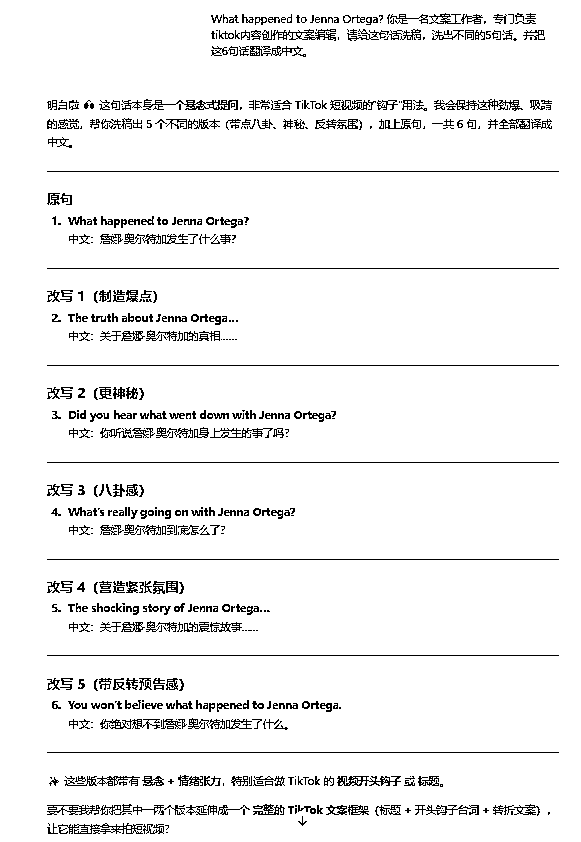 What happened to Jenna Ortega? 你是一名文案工作者，专门负责
tiktok内容创作的文案编辑，请给这句话洗稿，洗出不同的5句话。并把
这6句话翻译成中文。
明白啦 这句话本身是一个悬念式提问，非常适合 TikTok 短视频的“钩子”用法。我会保持这种劲爆、吸睛
的感觉，帮你洗稿出 5 个不同的版本（带点八卦、神秘、反转氛围），加上原句，一共 6 句，并全部翻译成
中文。
原句
1. What happened to Jenna Ortega?
中文：詹娜·奥尔特加发生了什么事？
改写 1（制造爆点）
2. The truth about Jenna Ortega…
中文：关于詹娜·奥尔特加的真相……
改写 2（更神秘）
3. Did you hear what went down with Jenna Ortega?
中文：你听说詹娜·奥尔特加身上发生的事了吗？
改写 3（八卦感）
4. What's really going on with Jenna Ortega?
中文：詹娜·奥尔特加到底怎么了？
改写 4（营造紧张氛围）
5. The shocking story of Jenna Ortega…
中文：关于詹娜·奥尔特加的震惊故事……
改写 5（带反转预告感）
6. You won't believe what happened to Jenna Ortega.
中文：你绝对想不到詹娜·奥尔特加发生了什么。
这些版本都带有 悬念 + 情绪张力，特别适合做 TikTok 的 视频开头钩子 或 标题。
要不要我帮你把其中一两个版本延伸成一个 完整的 TikTok 文案框架（标题 + 开头钩子台词 + 转折文案），
让它能直接拿来拍短视频？